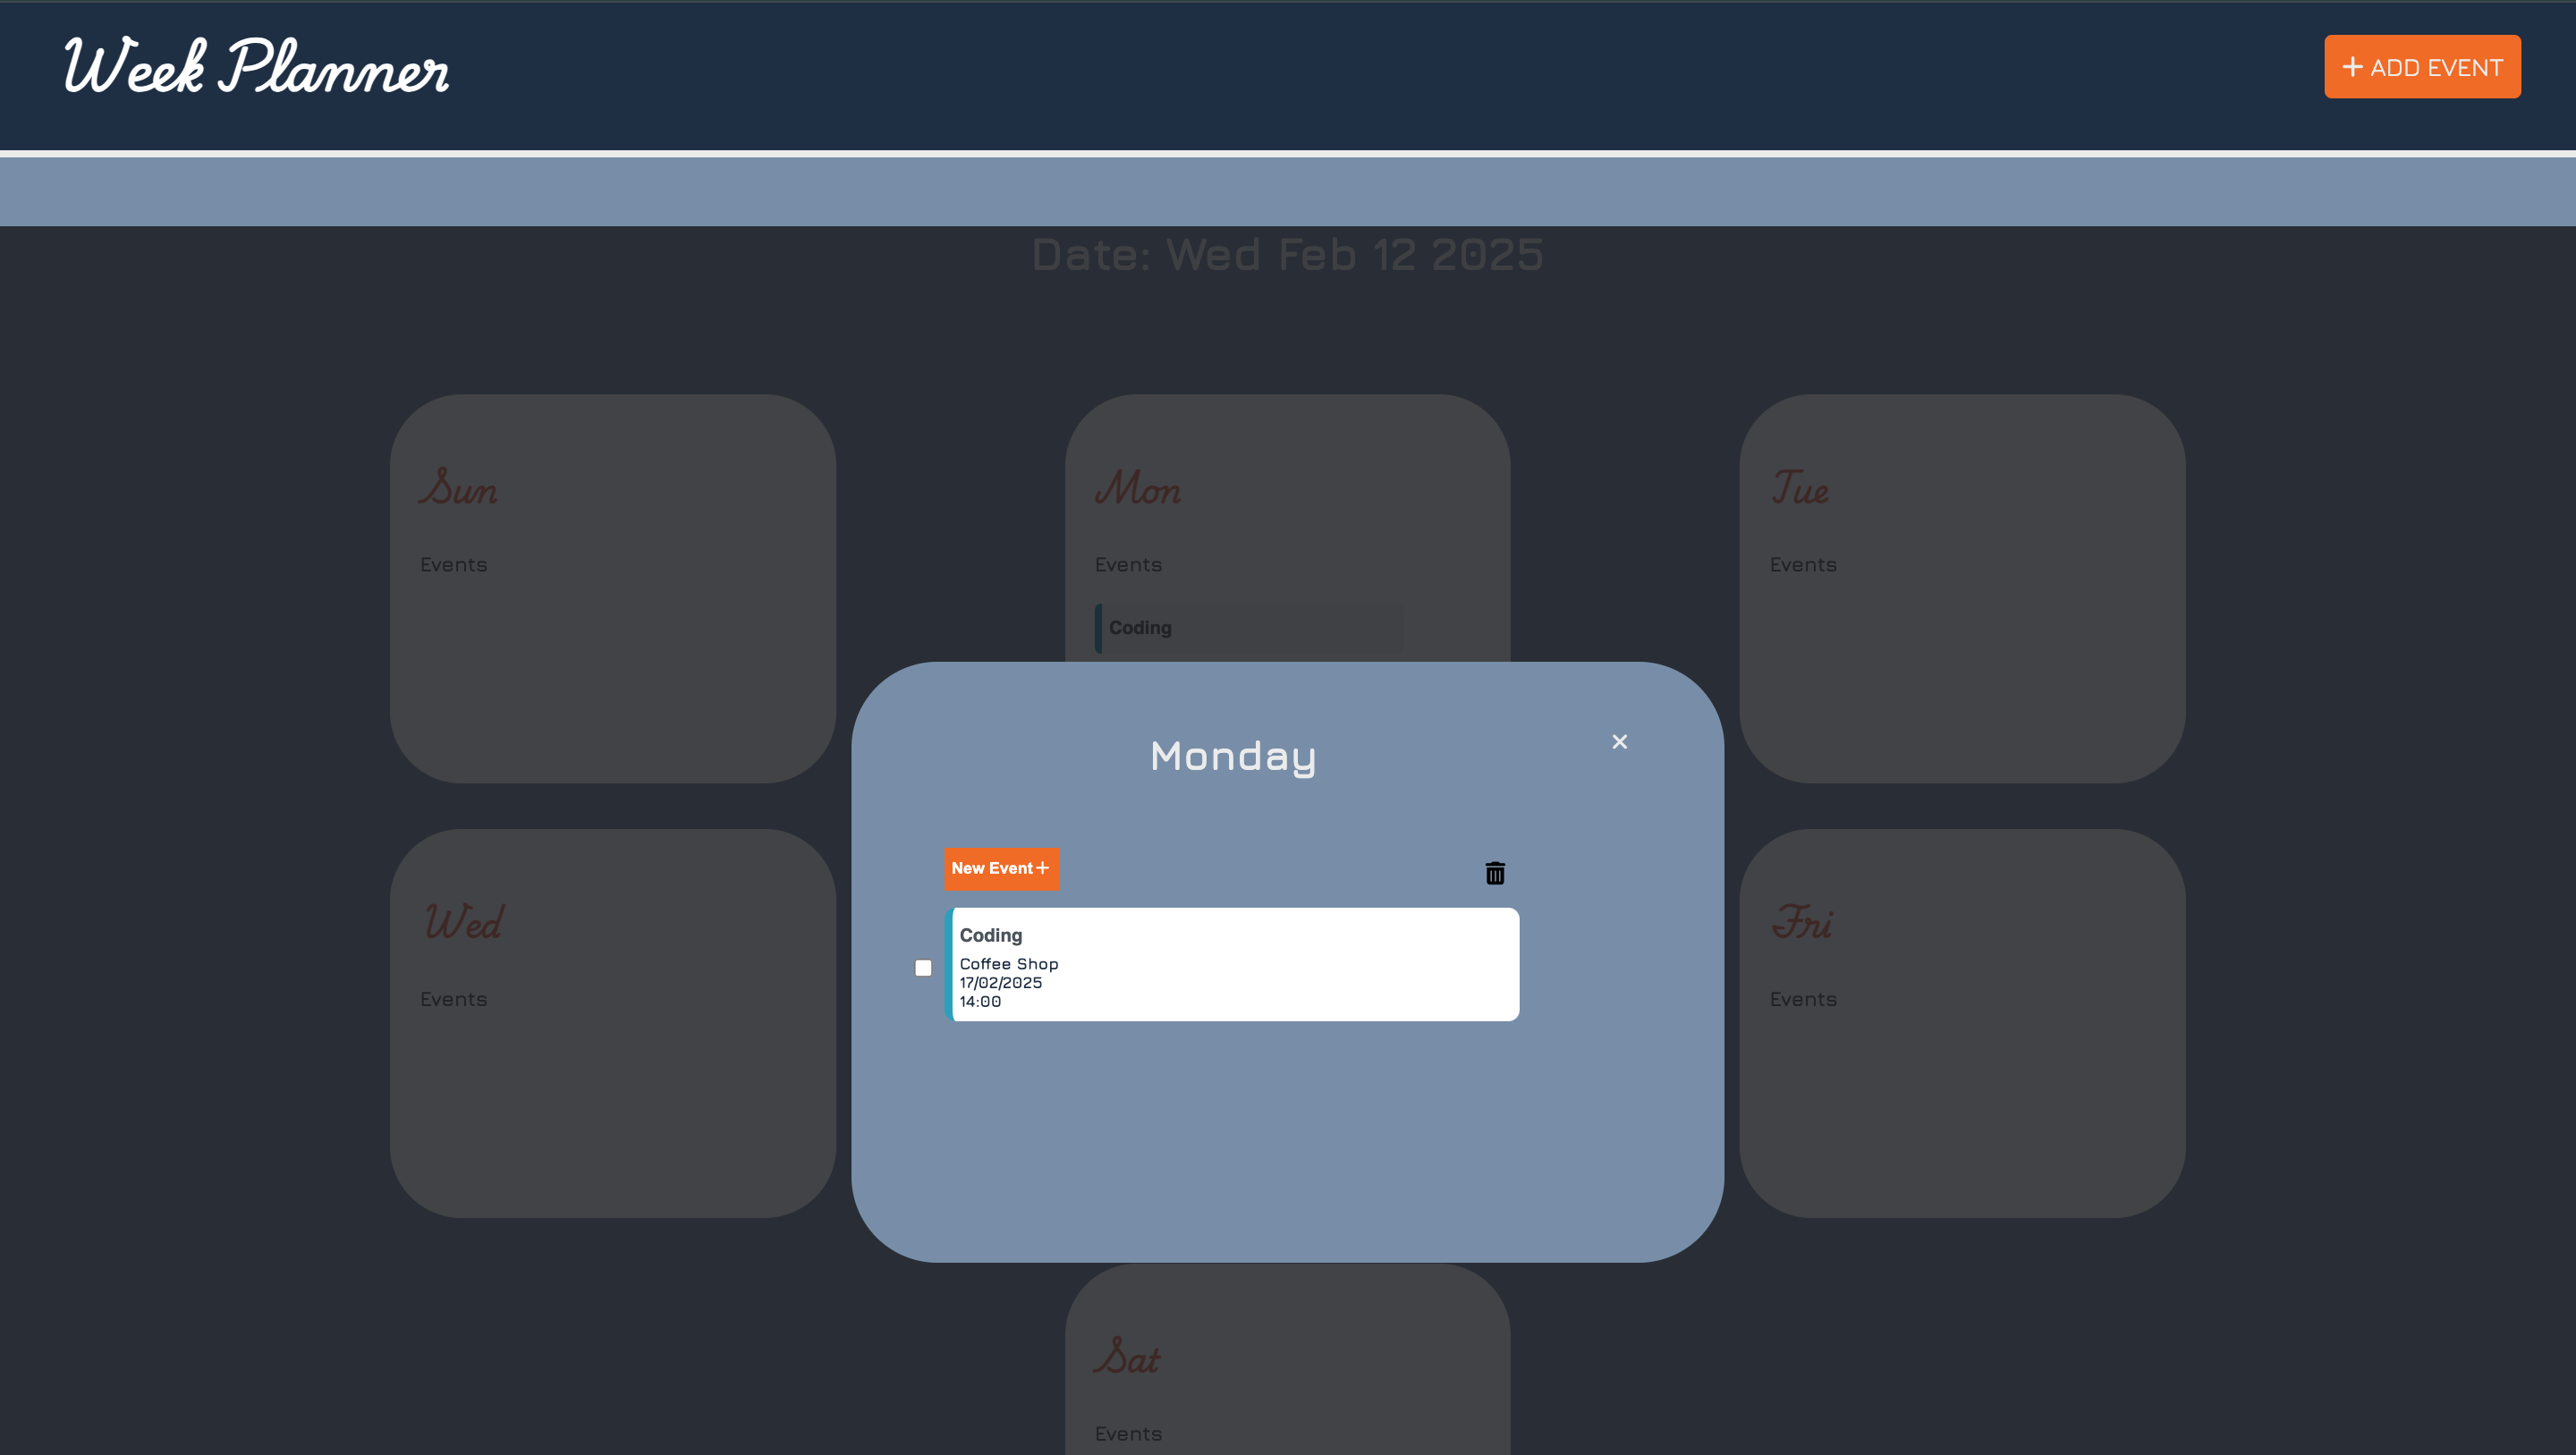 Week Planner
+ ADD EVENT
Date: Wed Feb 12 2025
Sun
Events
Mon
Events
Coding
Tue
Events
Monday
×
New Event+
Coding
Coffee Shop
17/02/2025
14:00
Wed
Events
Fri
Events
Sat
Events